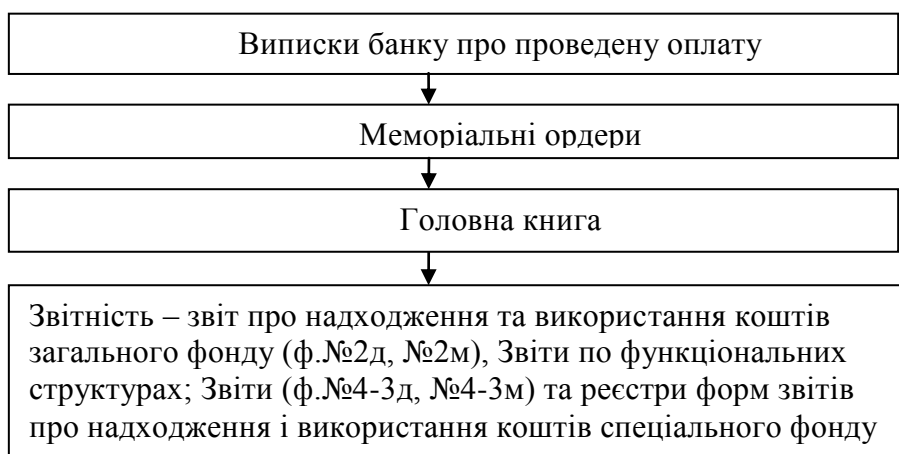 Виписки банку про проведену оплату
Меморіальні ордери
Головна книга
Звітність – звіт про надходження та використання коштів
загального фонду (ф.№2д, №2м), Звіти по функціональних
структурах; Звіти (ф.№4-3д, №4-3м) та реєстри форм звітів
про надходження і використання коштів спеціального фонду